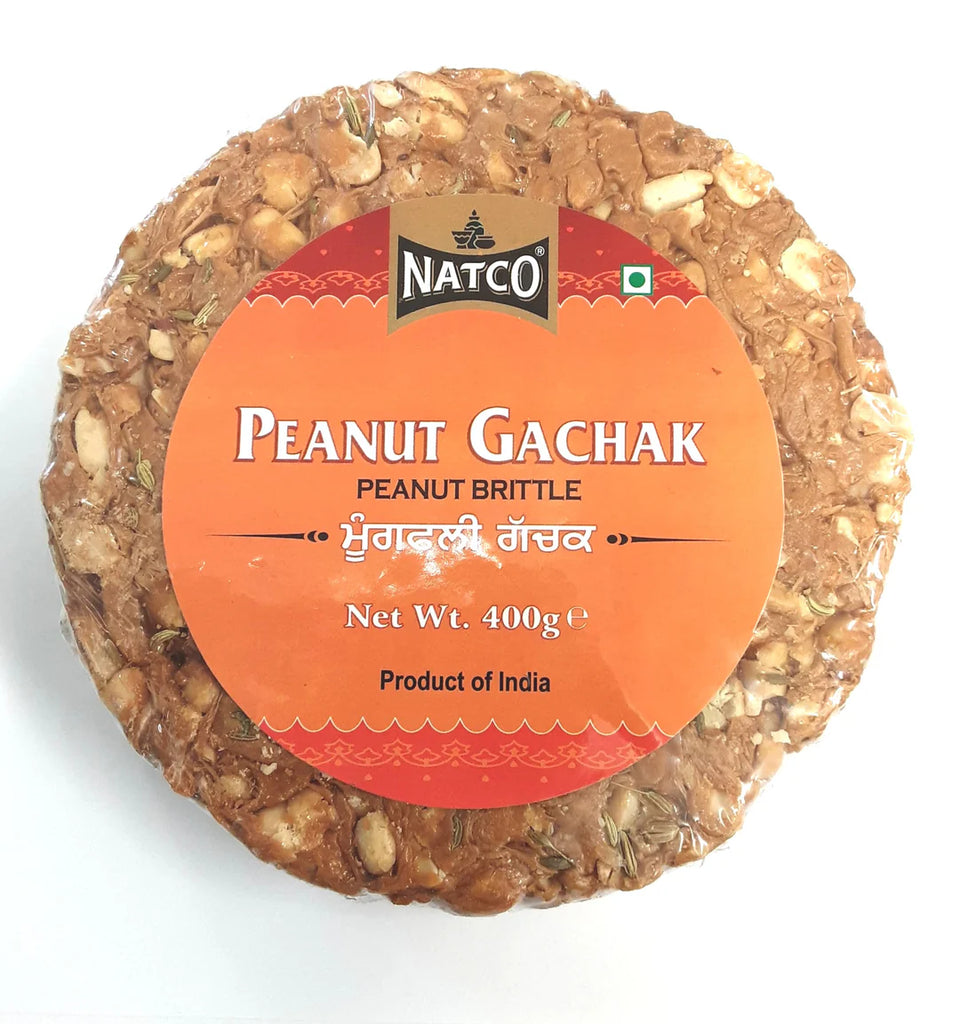 NATCO®
PEANUT GACHAK
PEANUT BRITTLE
ਮੂੰਗਫਲੀ ਗੱਚਕ
Net Wt. 400g ℮
Product of India